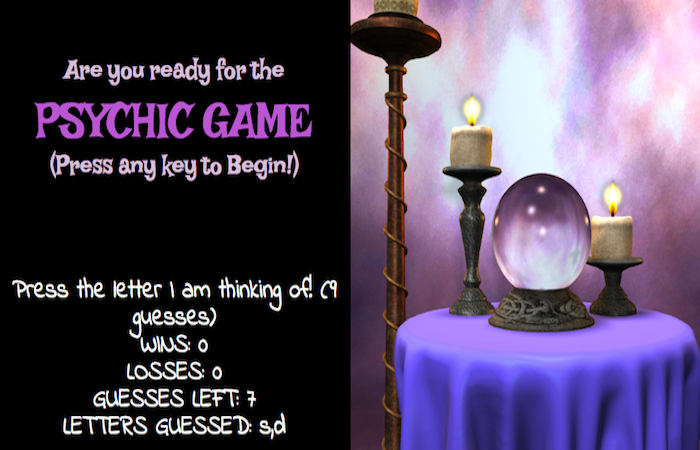 Are you ready for the
PSYCHIC GAME
(Press any key to Begin!)
Press the letter I am thinking of! (9
guesses)
WINS: 0
LOSSES: 0
GUESSES LEFT: 7
LETTERS GUESSED: s,d